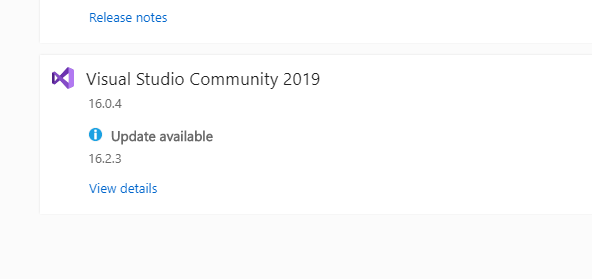 Release notes
Visual Studio Community 2019
16.0.4
Update available
16.2.3
View details